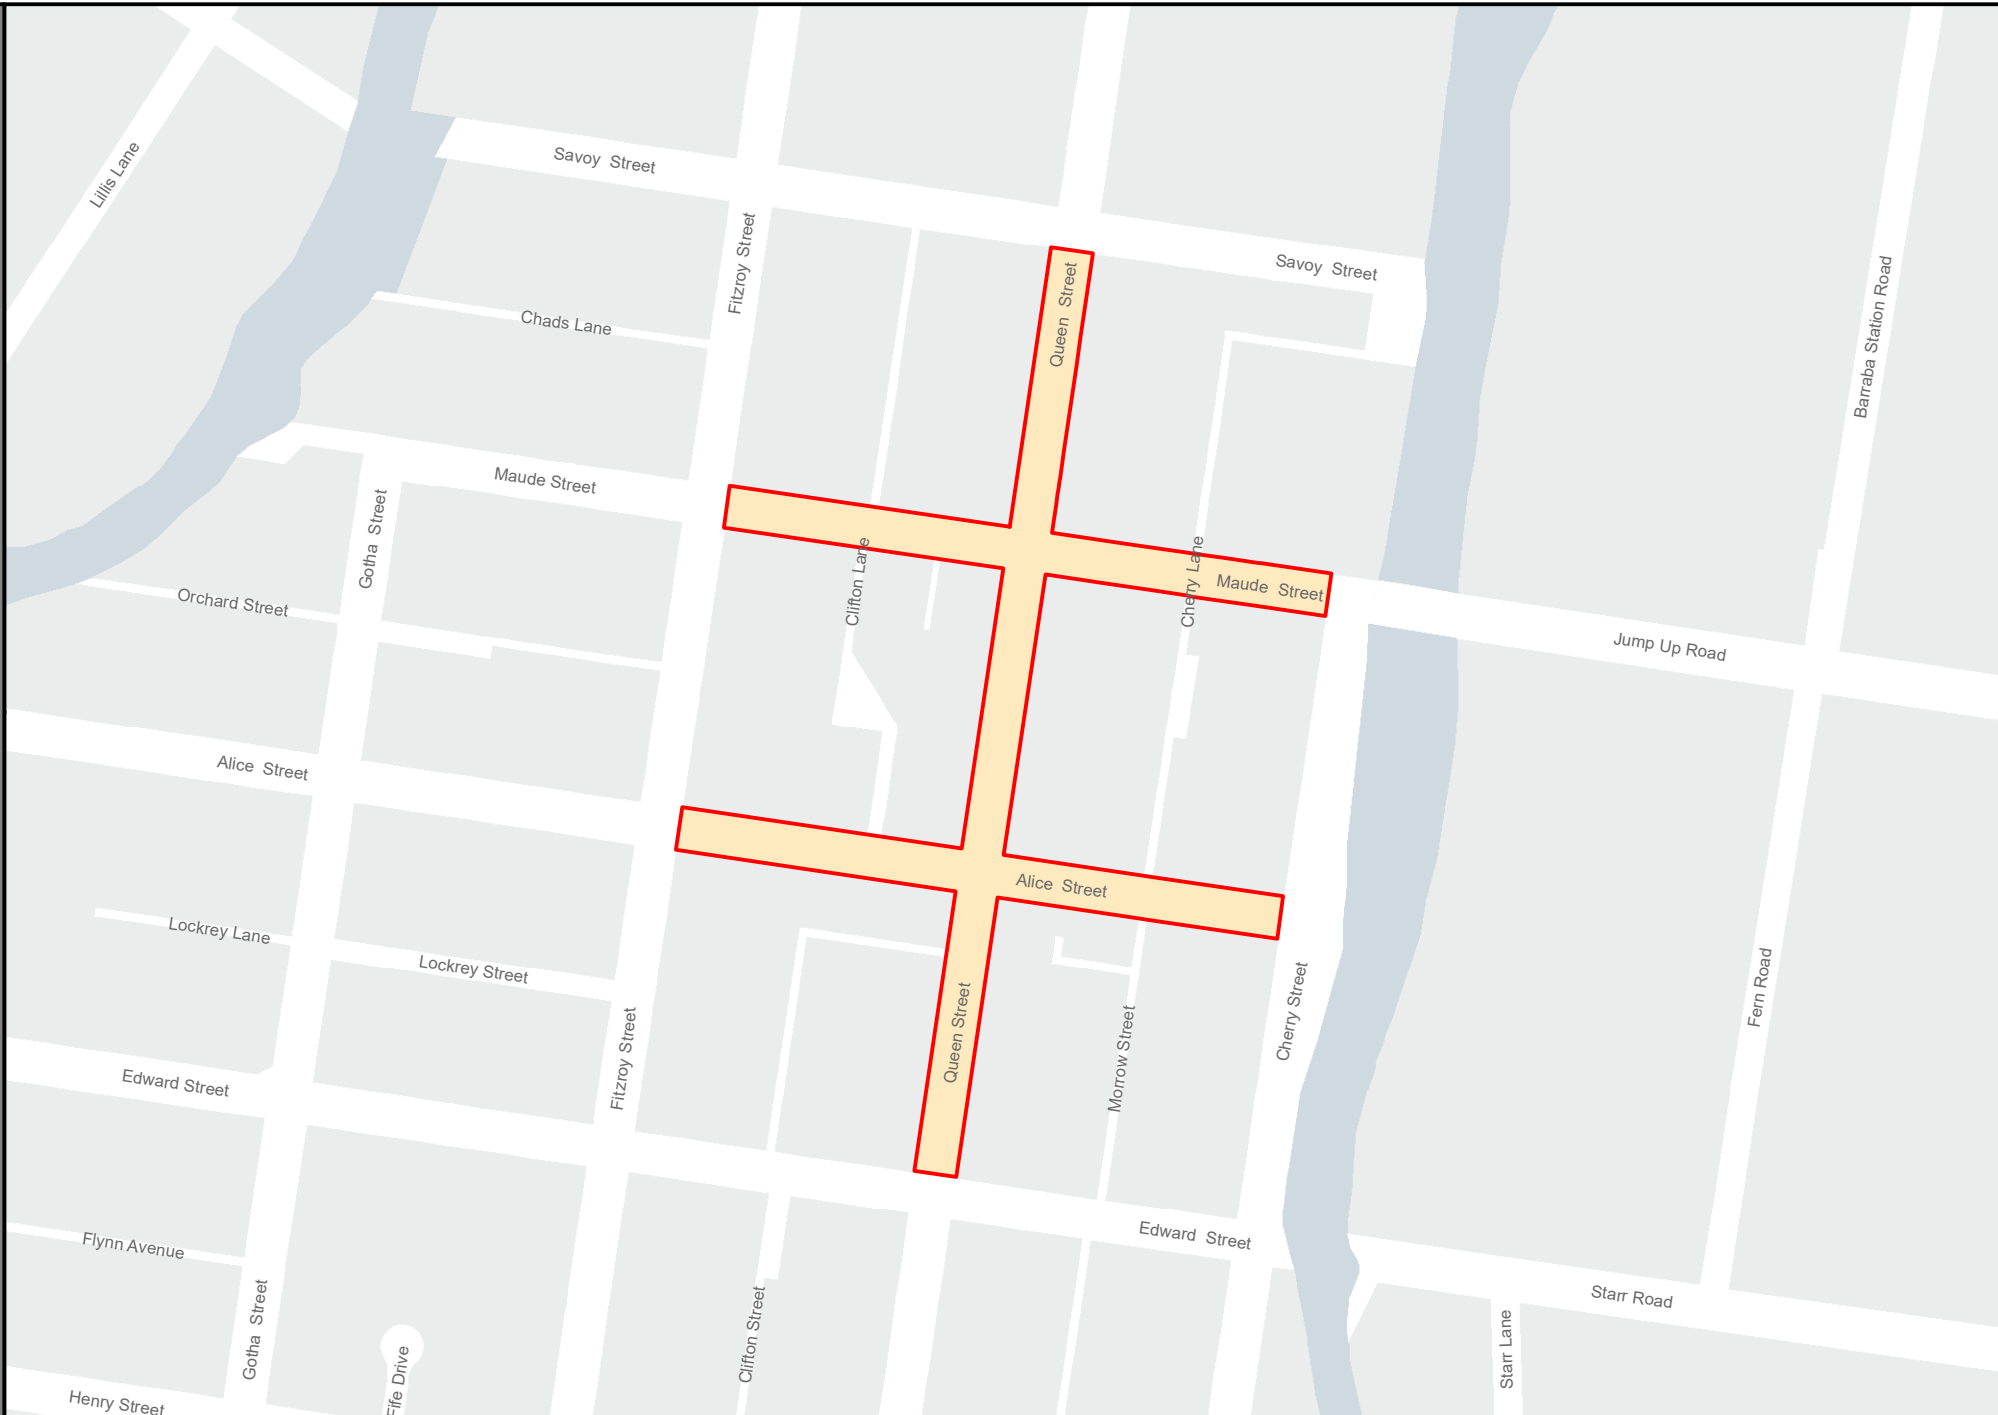 Lillis Lane
Savoy Street
Fitzroy Street
Queen Street
Savoy Street
Barraba Station Road
Chads Lane
Maude Street
Gotha Street
Clifton Lane
Cherry Lane
Maude Street
Orchard Street
Jump Up Road
Alice Street
Alice Street
Lockrey Lane
Lockrey Street
Queen Street
Cherry Street
Fern Road
Edward Street
Fitzroy Street
Morrow Street
Flynn Avenue
Edward Street
Starr Road
Gotha Street
Clifton Street
Starr Lane
Fife Drive
Henry Street